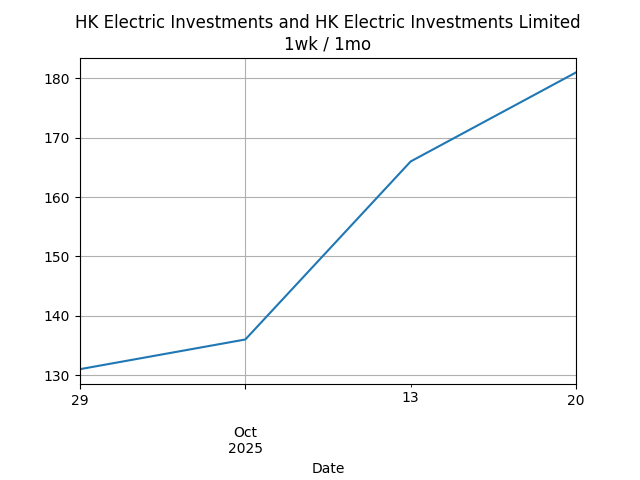 HK Electric Investments and HK Electric Investments Limited
1wk / 1mo
180
170
160
150
140
130
29
13
20
Oct
2025
Date